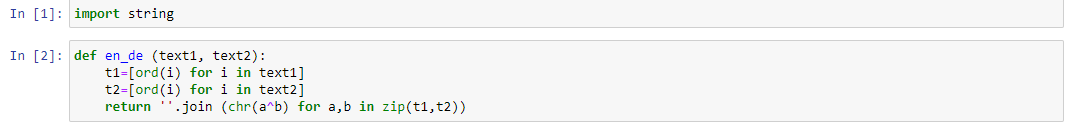 In [1]: import string
In [2]: def en_de (text1, text2):
    t1=[ord(i) for i in text1]
    t2=[ord(i) for i in text2]
    return ''.join (chr(a^b) for a,b in zip(t1,t2))